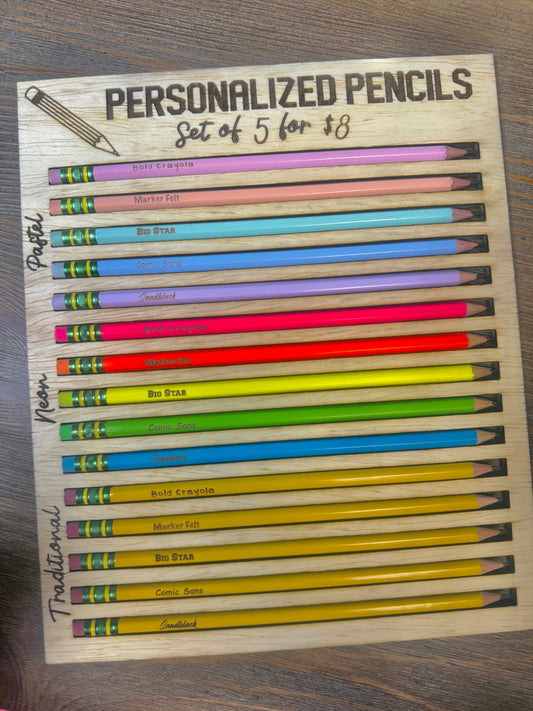 PERSONALIZED PENCILS
Set of 5 for $8
Pastel
Bold Crayola
Marker Felt
BIG STAR
Comic Sans
Sandblack
Neon
Bold Crayola
Marker Felt
BIG STAR
Comic Sans
Traditional
Bold Crayola
Marker Felt
BIG STAR
Comic Sans
Sandblack